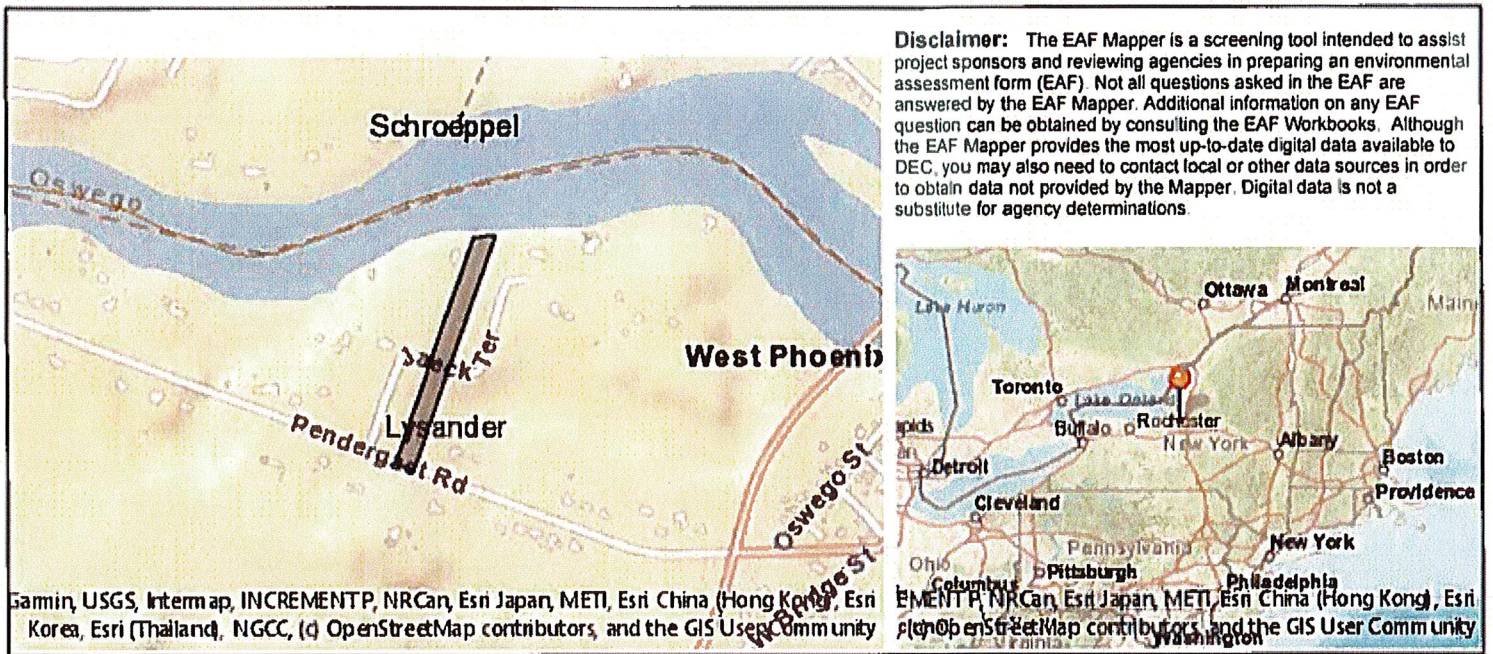 Disclaimer: The EAF Mapper is a screening tool intended to assist
project sponsors and reviewing agencies in preparing an environmental
assessment form (EAF). Not all questions asked in the EAF are
answered by the EAF Mapper. Additional information on any EAF
question can be obtained by consulting the EAF Workbooks. Although
the EAF Mapper provides the most up-to-date digital data available to
DEC, you may also need to contact local or other data sources in order
to obtain data not provided by the Mapper. Digital data is not a
substitute for agency determinations.
Schroeppel
Oswego
West Phoenix
Jaeck Ter
Lysander
Pendergast Rd
Oswego St
W Bridge St
Garmin, USGS, Intermap, INCREMENT P, NRCan, Esri Japan, METI, Esri China (Hong Kong), Esri
Korea, Esri (Thailand), NGCC, (c) OpenStreetMap contributors, and the GIS User Community
Ottawa
Montreal
Main
Lake Huron
Toronto
Lake Ontario
Rochester
Buffalo
New York
Albany
apids
Detroit
Boston
Providence
Cleveland
New York
Pennsylvania
Ohio
Pittsburgh
Columbus
Philadelphia
EMENT P, NRCan, Esri Japan, METI, Esri China (Hong Kong), Esri
(c) OpenStreetMap contributors, and the GIS User Community
Washington